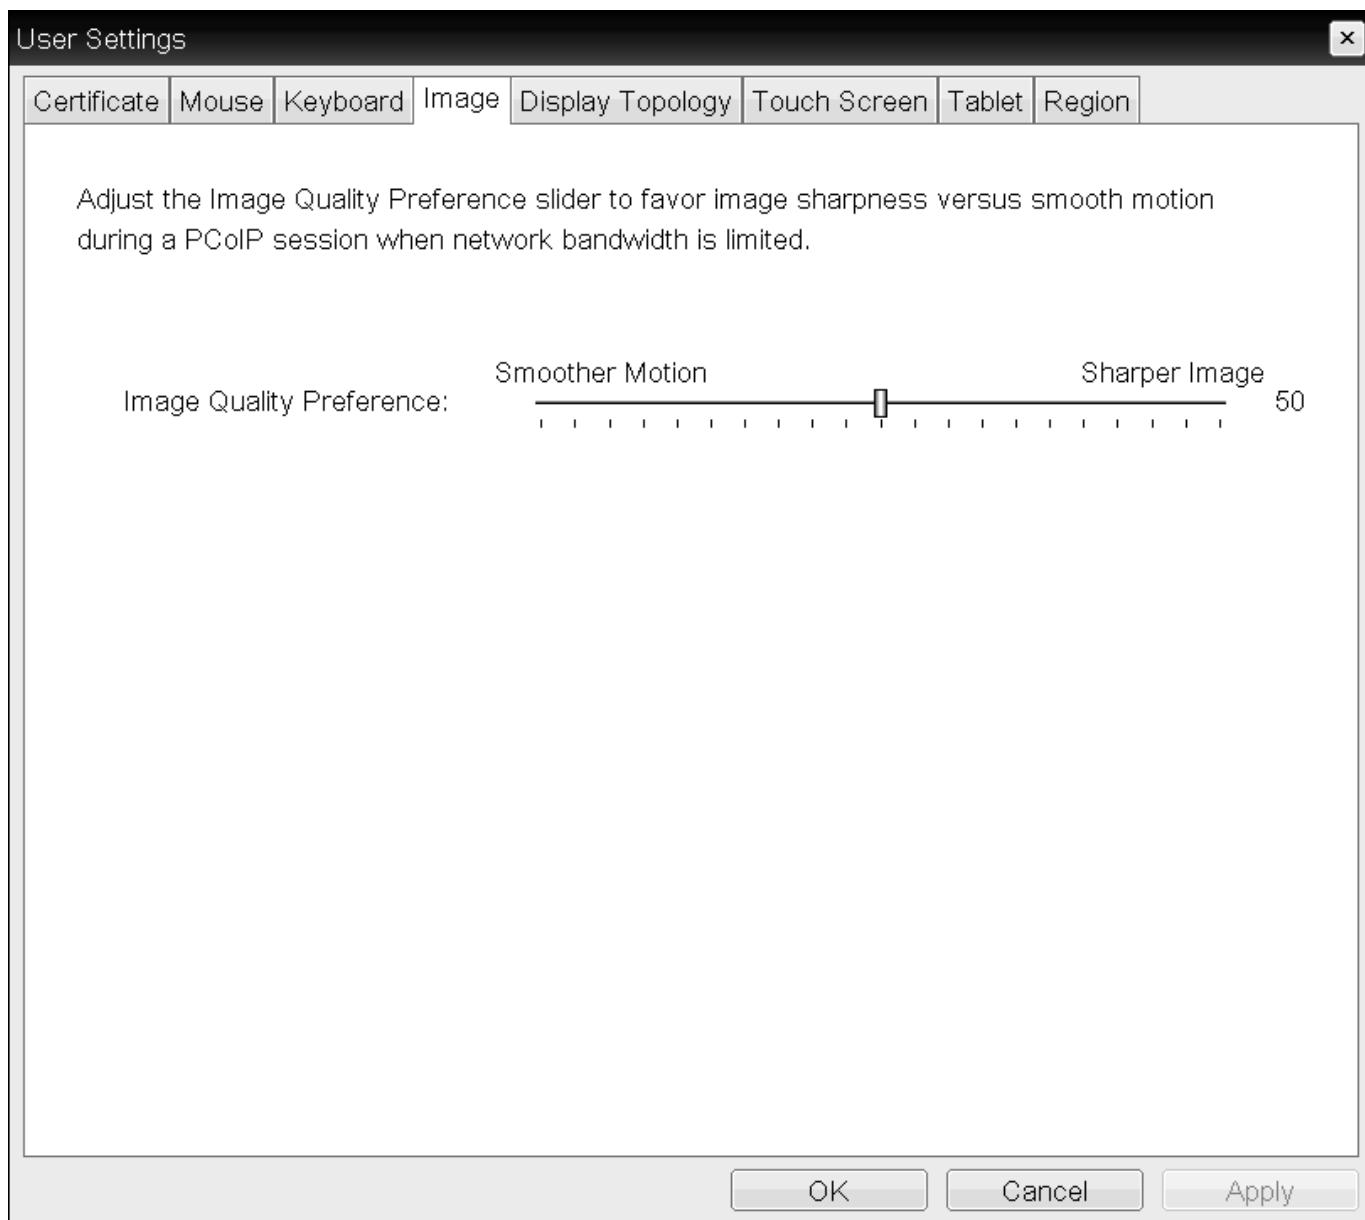 User Settings
Certificate Mouse Keyboard Image Display Topology Touch Screen Tablet Region
Adjust the Image Quality Preference slider to favor image sharpness versus smooth motion
during a PCoIP session when network bandwidth is limited.
Smoother Motion Sharper Image
Image Quality Preference: 50
OK Cancel Apply